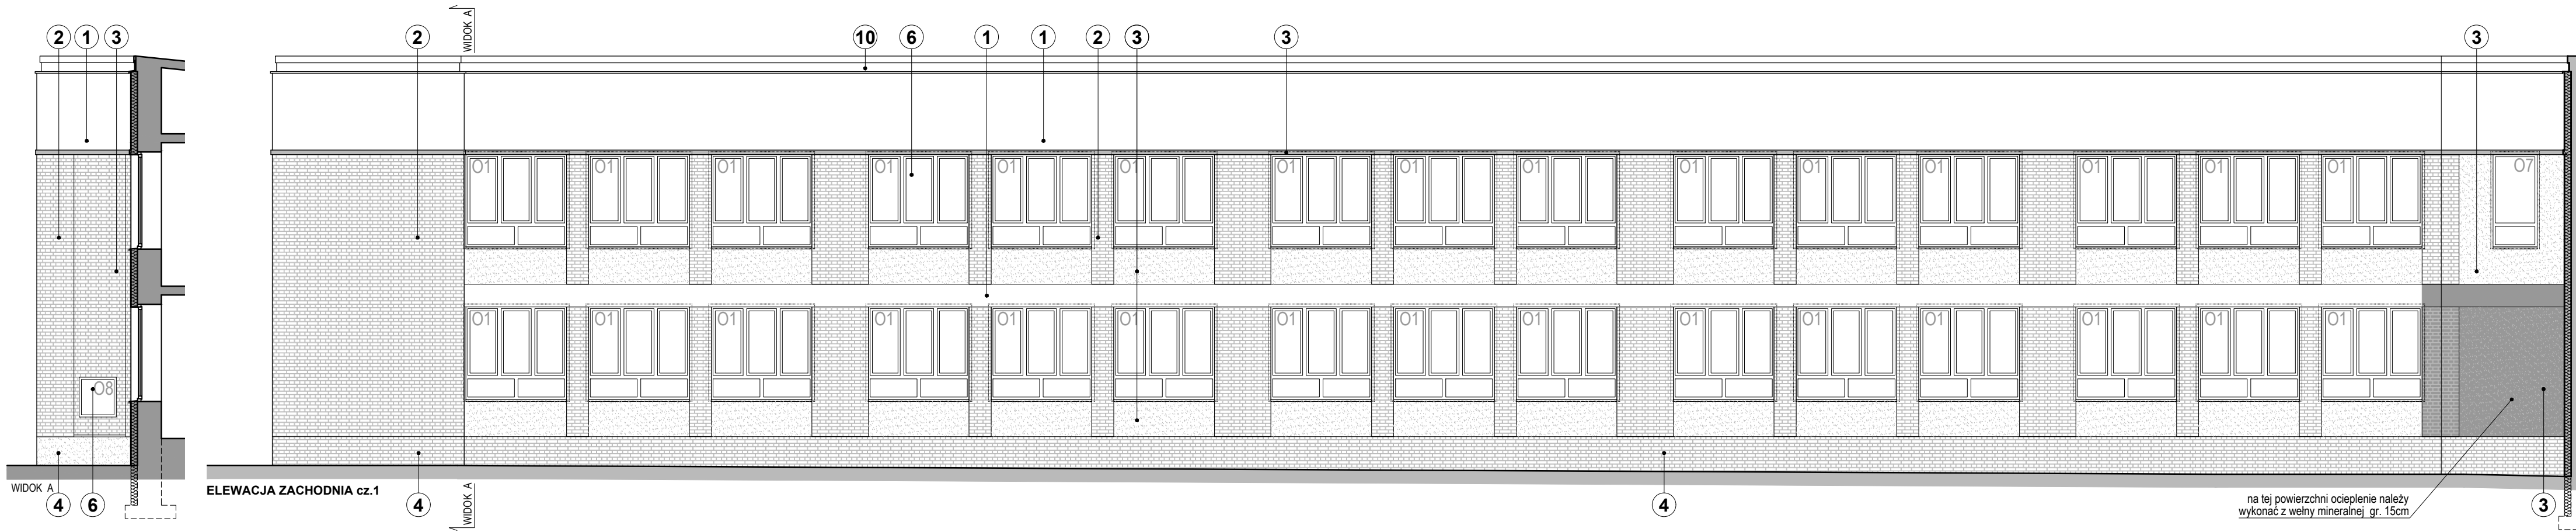 WIDOK A
2 1 3 2 10 6 1 1 2 3 3 3
O1 O1 O1 O1 O1 O1 O1 O1 O1 O1 O1 O1 O1 O1 O1 O7
O1 O1 O1 O1 O1 O1 O1 O1 O1 O1 O1 O1 O1 O1 O1
O8
WIDOK A
4 6
ELEWACJA ZACHODNIA cz.1
4
WIDOK A
4
na tej powierzchni ocieplenie należy
wykonać z wełny mineralnej gr. 15cm
3